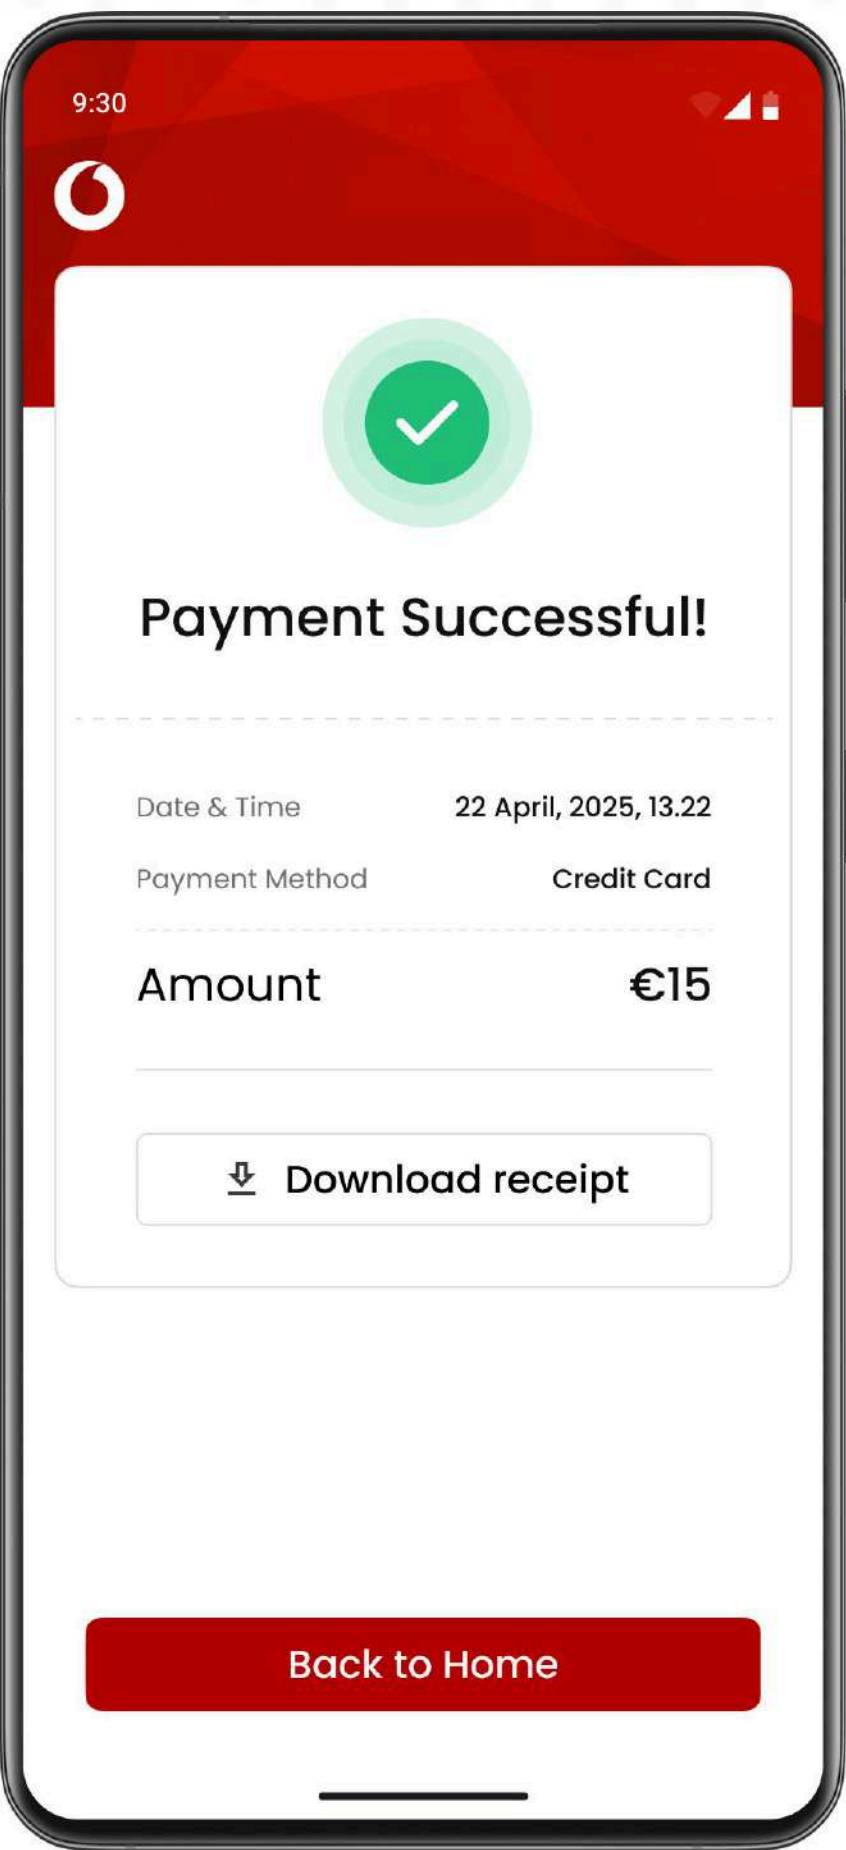 9:30
Payment Successful!
Date & Time 22 April, 2025, 13.22
Payment Method Credit Card
Amount €15
Download receipt
Back to Home